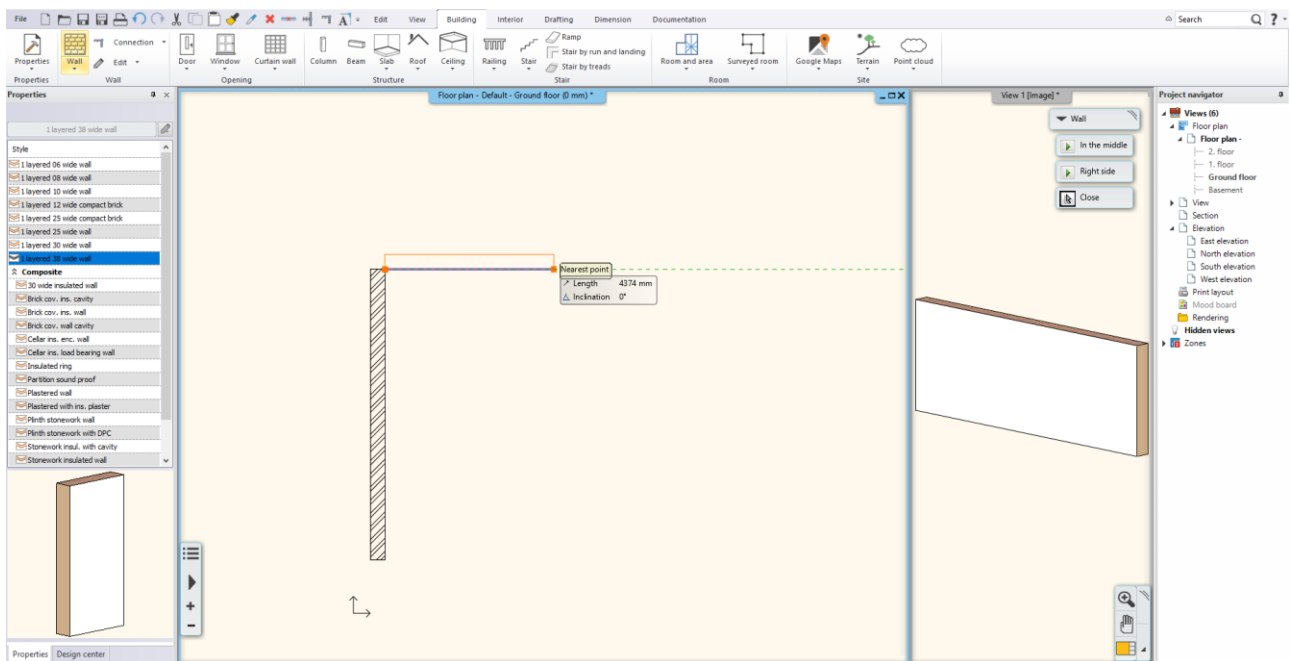 File
Edit
View
Building
Interior
Drafting
Dimension
Documentation
Search
?
Properties
Wall
Connection
Edit
Door
Window
Curtain wall
Column
Beam
Slab
Roof
Ceiling
Railing
Stair
Ramp
Stair by run and landing
Stair by treads
Room and area
Surveyed room
Google Maps
Terrain
Point cloud
Properties
Wall
Opening
Structure
Stair
Room
Site
Properties
1 layered 38 wide wall
Style
1 layered 06 wide wall
1 layered 08 wide wall
1 layered 10 wide wall
1 layered 12 wide compact brick
1 layered 25 wide compact brick
1 layered 25 wide wall
1 layered 30 wide wall
1 layered 38 wide wall
Composite
30 wide insulated wall
Brick cov. ins. cavity
Brick cov. ins. wall
Brick cov. wall cavity
Cellar ins. enc. wall
Cellar ins. load bearing wall
Insulated ring
Partition sound proof
Plastered wall
Plastered with ins. plaster
Plinth stonework wall
Plinth stonework with DPC
Stonework insul. with cavity
Stonework insulated wall
Properties
Design center
Floor plan - Default - Ground floor (0 mm) *
Nearest point
Length 4374 mm
Inclination 0°
View 1 [Image] *
Wall
In the middle
Right side
Close
Project navigator
Views (6)
Floor plan
Floor plan -
2. floor
1. floor
Ground floor
Basement
View
Section
Elevation
East elevation
North elevation
South elevation
West elevation
Print layout
Mood board
Rendering
Hidden views
Zones